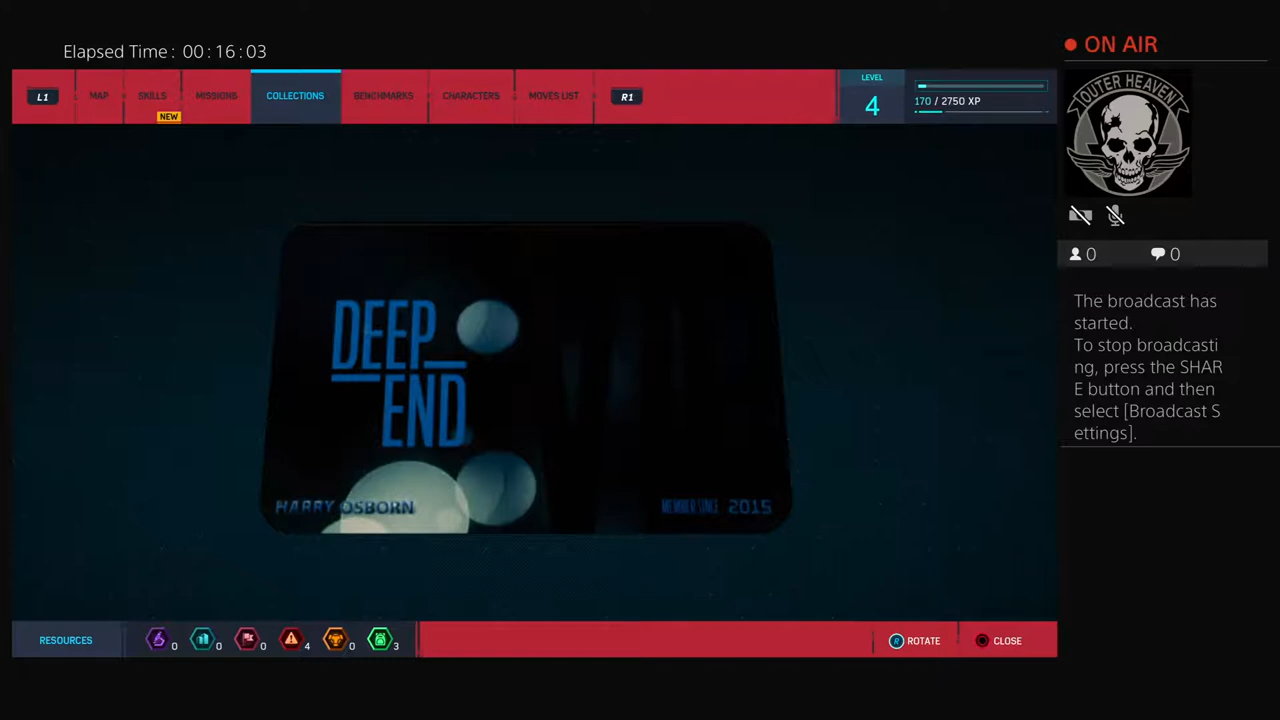 Elapsed Time: 00:16:03
ON AIR
L1
MAP
SKILLS
NEW
MISSIONS
COLLECTIONS
BENCHMARKS
CHARACTERS
MOVES LIST
R1
LEVEL
4
170 / 2750 XP
OUTER HEAVEN
0
0
The broadcast has
started.
To stop broadcasti
ng, press the SHAR
E button and then
select [Broadcast S
ettings].
DEEP_
END
HARRY OSBORN
MEMBER SINCE 2015
RESOURCES
0
0
0
4
0
3
R ROTATE
CLOSE